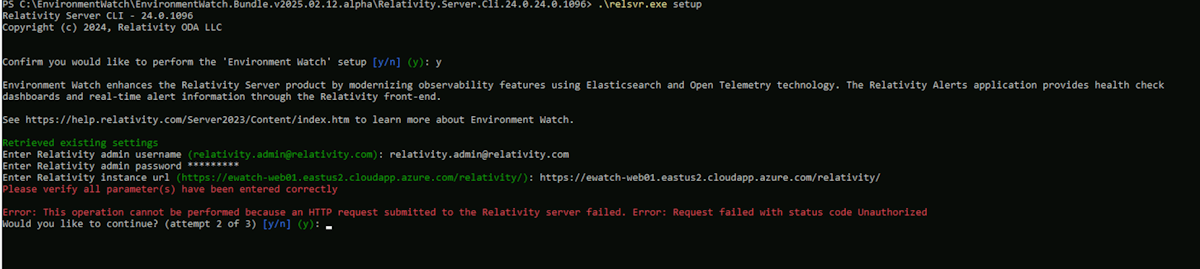 PS C:\EnvironmentWatch\EnvironmentWatch.Bundle.v2025.02.12.alpha\Relativity.Server.Cli.24.0.24.0.1096> .\relsvr.exe setup
Relativity Server CLI - 24.0.1096
Copyright (c) 2024, Relativity ODA LLC
Confirm you would like to perform the 'Environment Watch' setup [y/n] (y): y
Environment Watch enhances the Relativity Server product by modernizing observability features using Elasticsearch and Open Telemetry technology. The Relativity Alerts application provides health check
dashboards and real-time alert information through the Relativity front-end.
See https://help.relativity.com/Server2023/Content/index.htm to learn more about Environment Watch.
Retrieved existing settings
Enter Relativity admin username (relativity.admin@relativity.com): relativity.admin@relativity.com
Enter Relativity admin password *********
Enter Relativity instance url (https://ewatch-web01.eastus2.cloudapp.azure.com/relativity/): https://ewatch-web01.eastus2.cloudapp.azure.com/relativity/
Please verify all parameter(s) have been entered correctly
Error: This operation cannot be performed because an HTTP request submitted to the Relativity server failed. Error: Request failed with status code Unauthorized
Would you like to continue? (attempt 2 of 3) [y/n] (y):